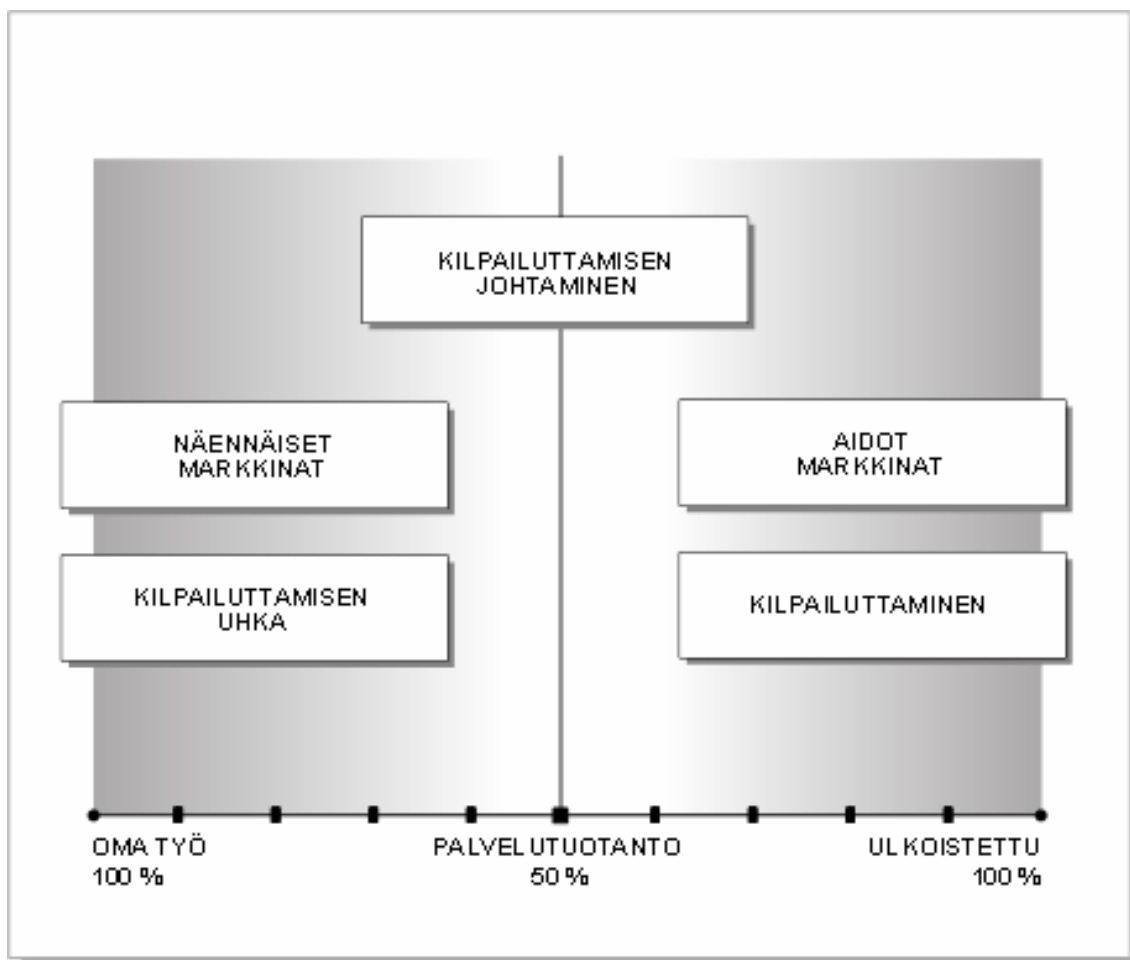 KILPAILUTTAMISEN
JOHTAMINEN
NÄENNÄISET
MARKKINAT
AIDOT
MARKKINAT
KILPAILUTTAMISEN
UHKA
KILPAILUTTAMINEN
OMA TYÖ
100 %
PALVELUTUOTANTO
50 %
ULKOISTETTU
100 %